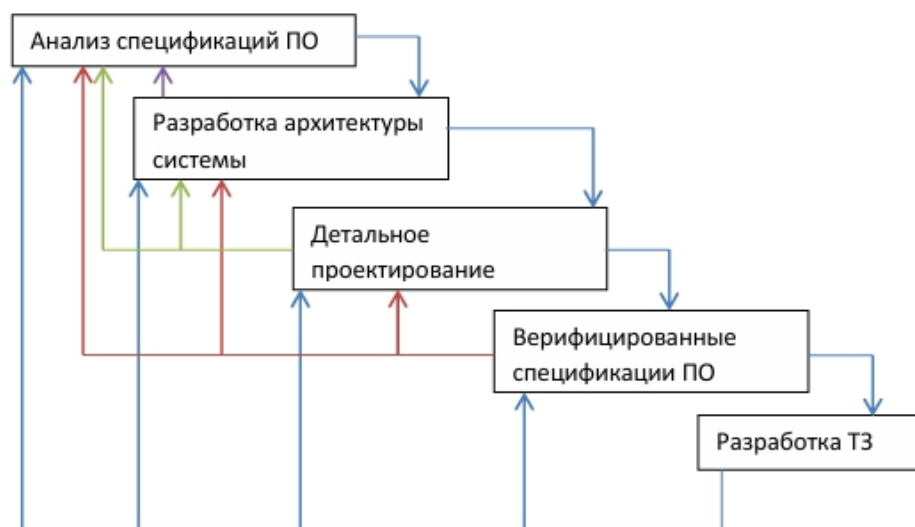 Анализ спецификаций ПО
Разработка архитектуры
системы
Детальное
проектирование
Верифицированные
спецификации ПО
Разработка ТЗ